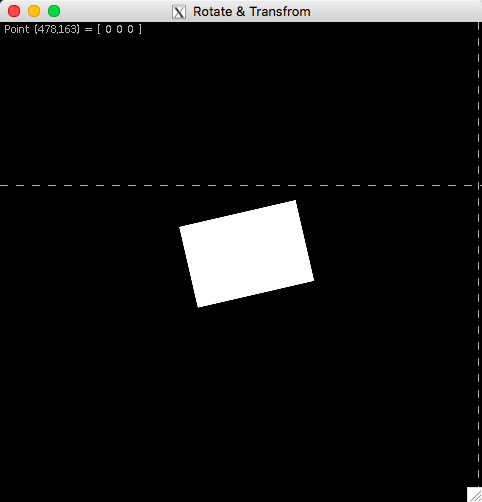 Rotate & Transfrom
Point (478,163) = [ 0 0 0 ]